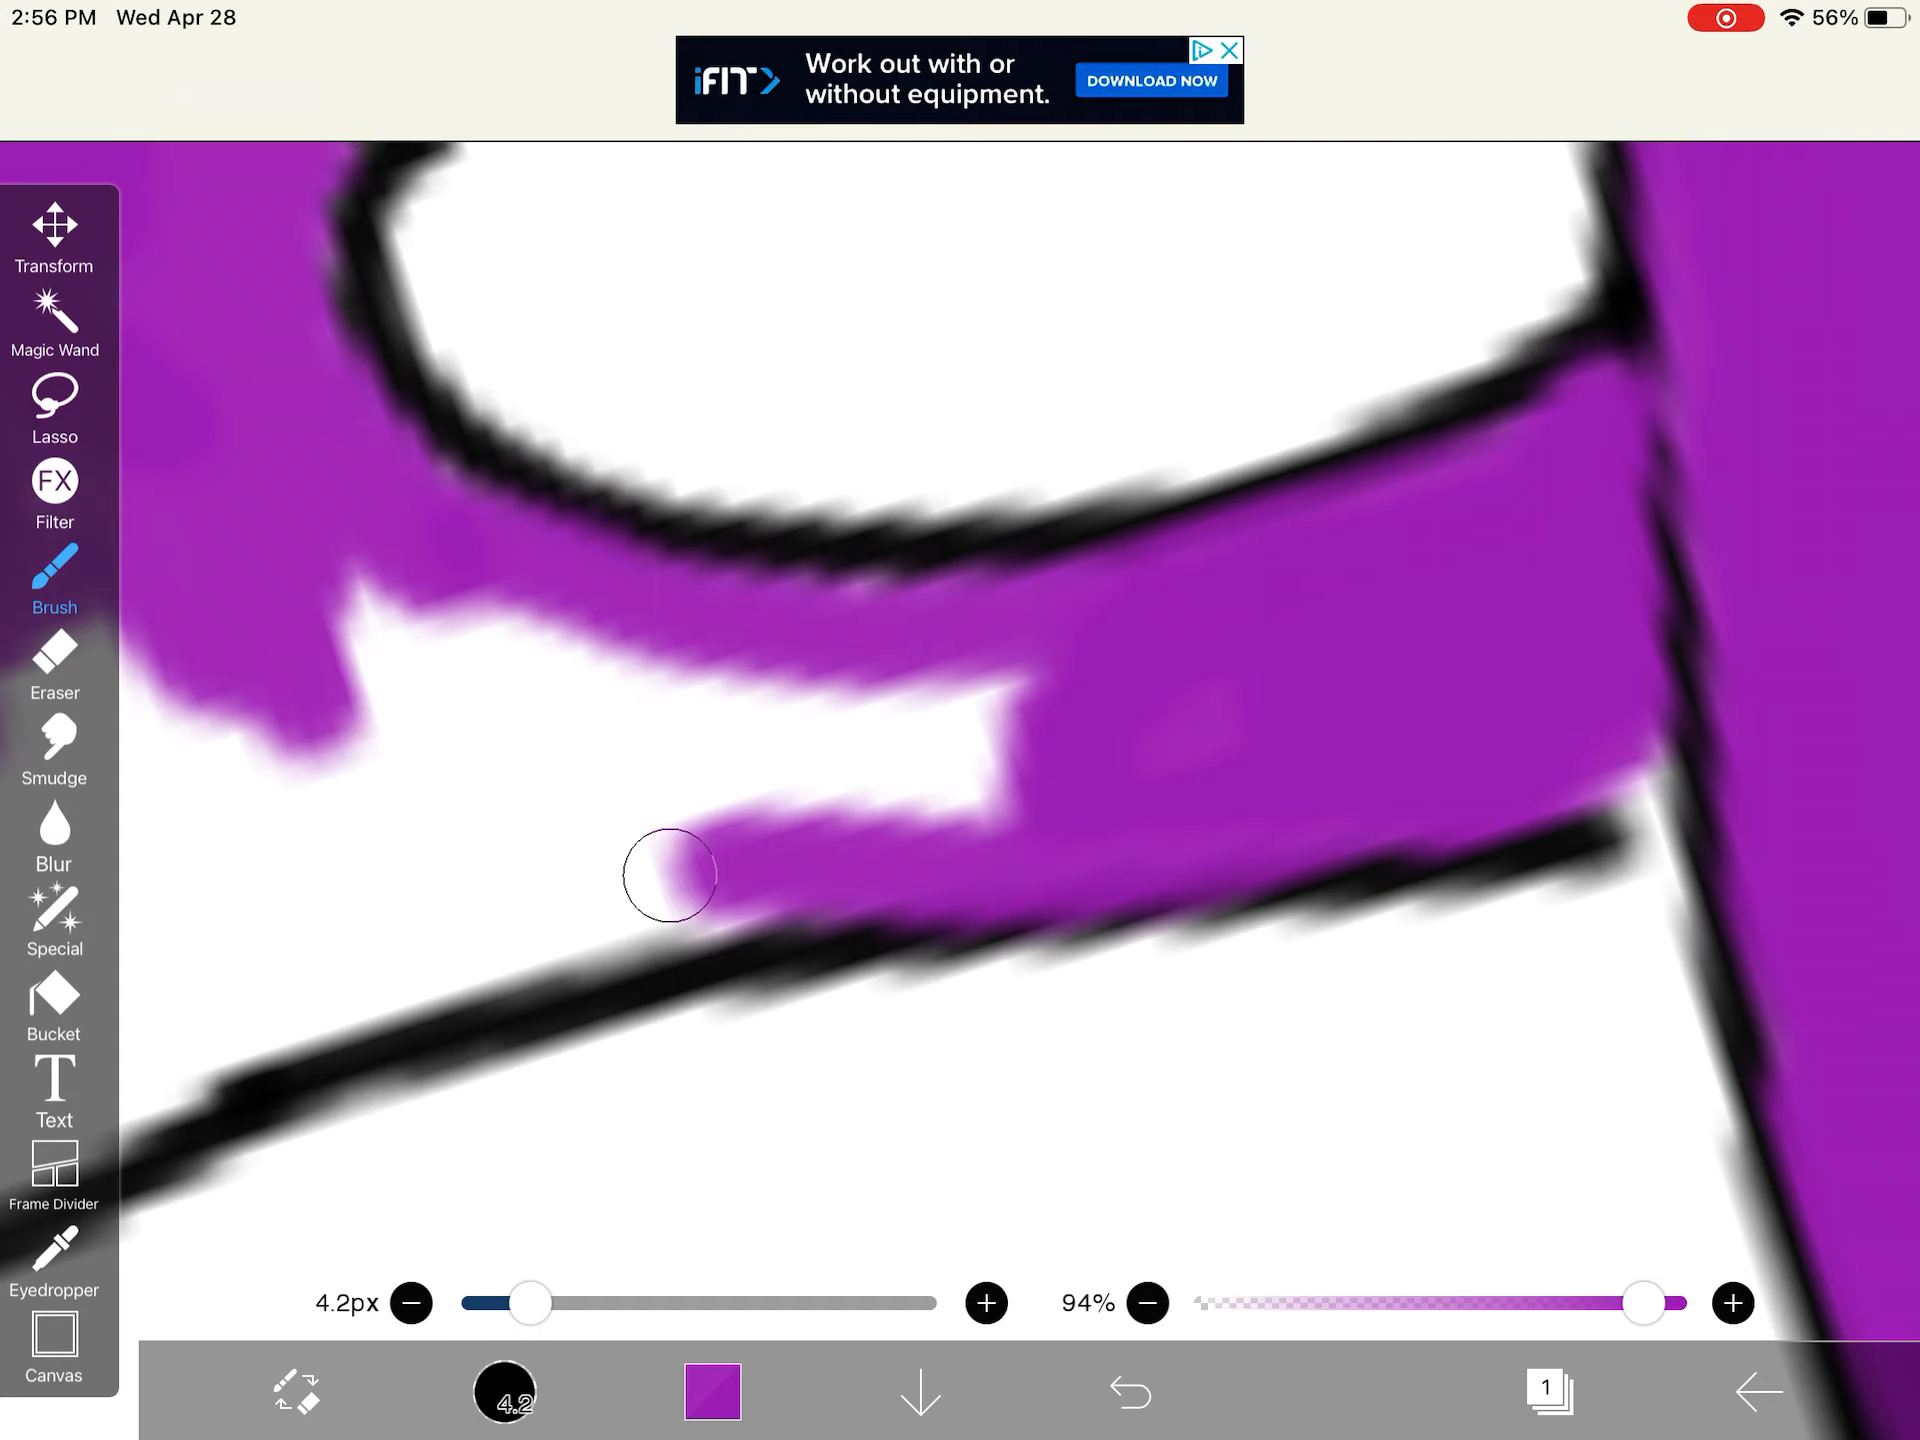 2:56 PM Wed Apr 28
56%
iFIT
Work out with or
without equipment.
DOWNLOAD NOW
Transform
Magic Wand
Lasso
FX
Filter
Brush
Eraser
Smudge
Blur
Special
Bucket
T
Text
Frame Divider
Eyedropper
Canvas
4.2px
94%
4.2
1